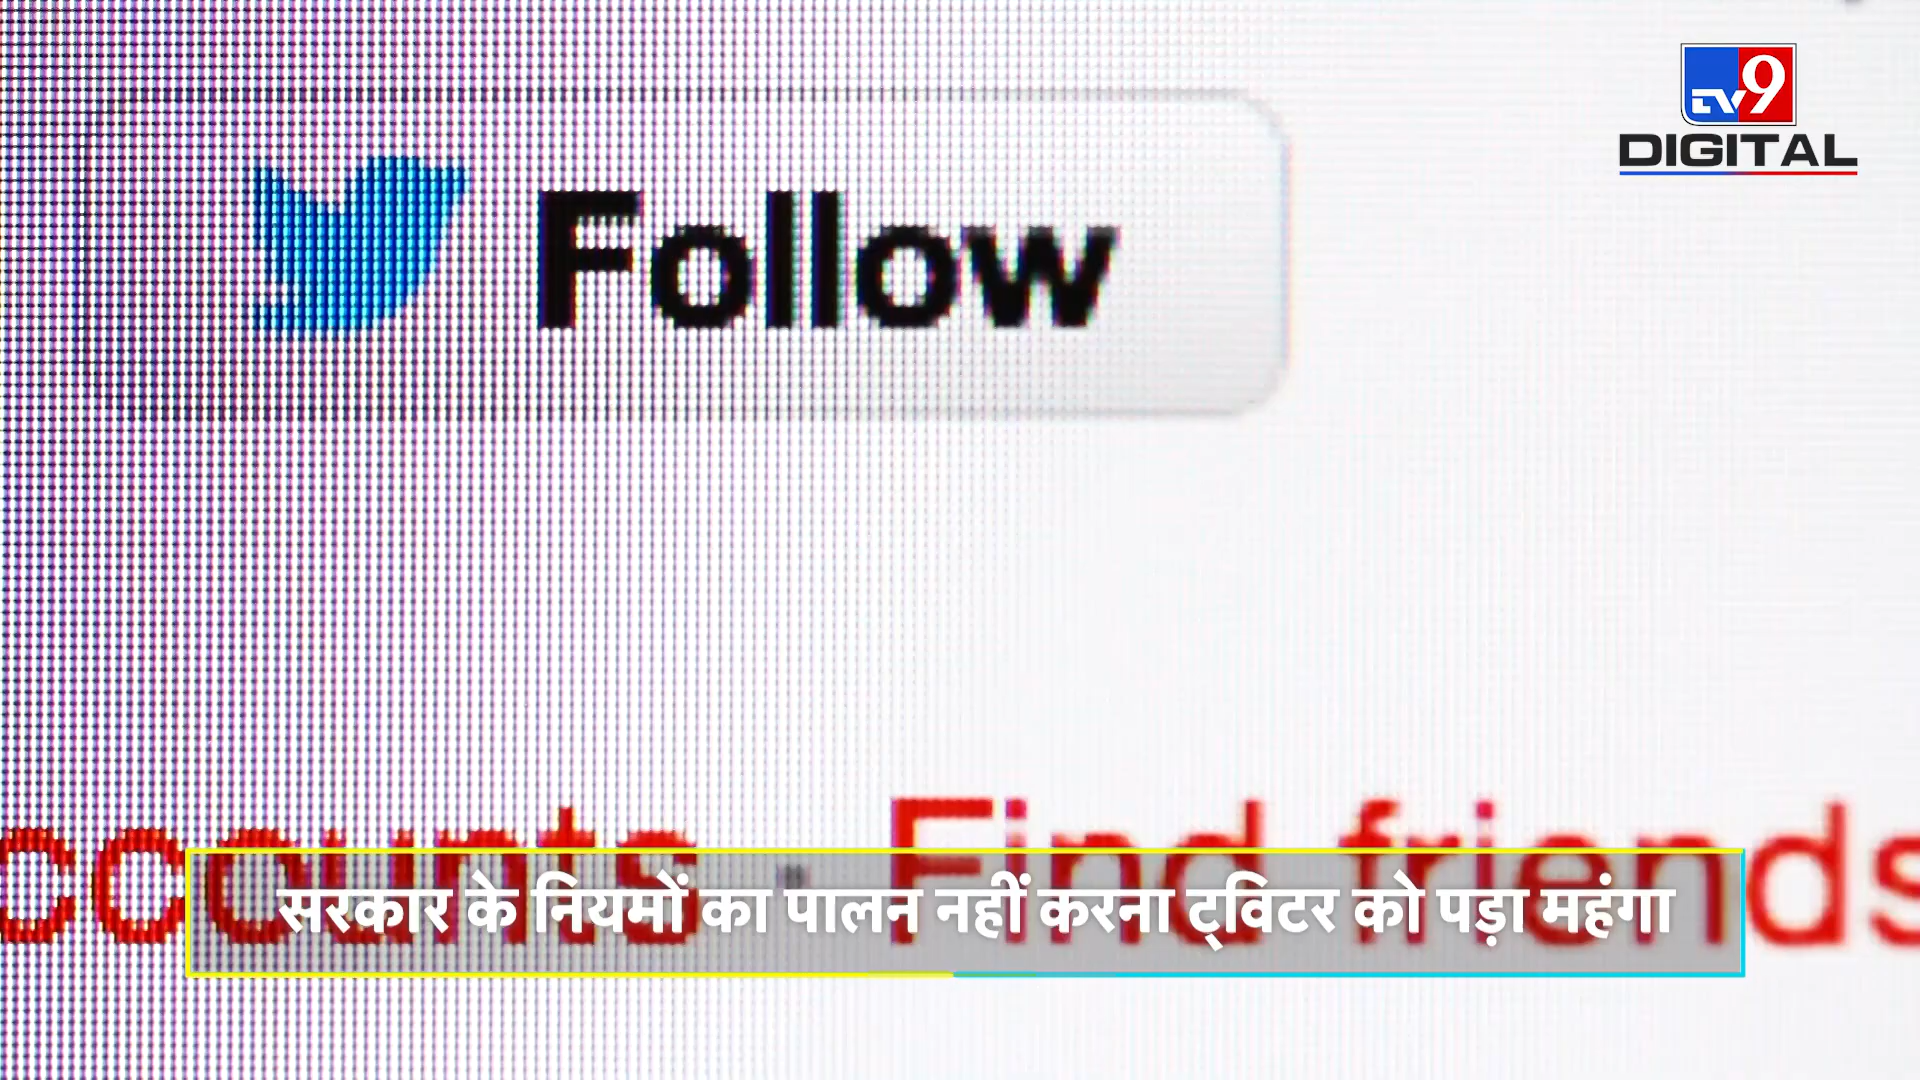 TV9
DIGITAL
Follow
ccounts · Find friends
सरकार के नियमों का पालन नहीं करना ट्विटर को पड़ा महंगा